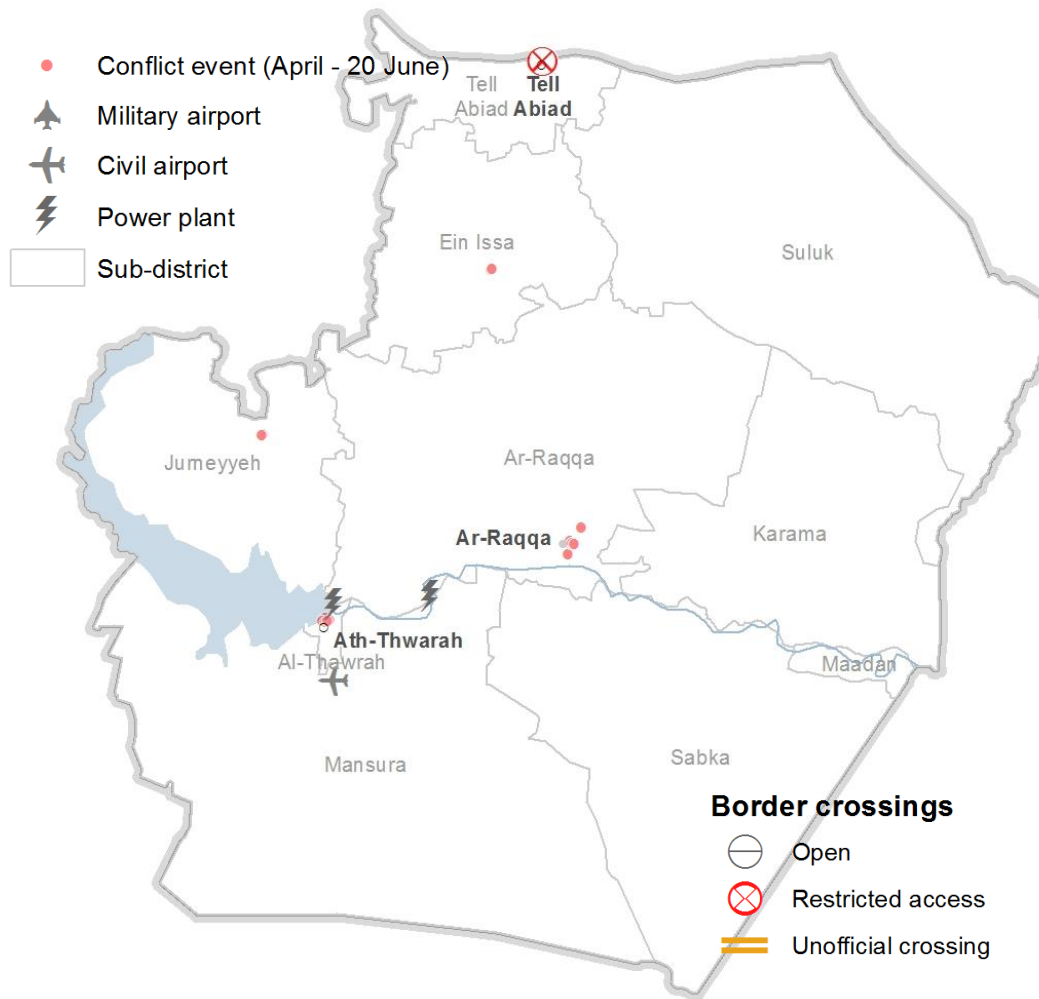 Conflict event (April - 20 June)
Military airport
Civil airport
Power plant
Sub-district
Tell
Abiad
Tell
Abiad
Ein Issa
Suluk
Jurneyyeh
Ar-Raqqa
Ar-Raqqa
Karama
Ath-Thwarah
Al-Thawrah
Maadan
Mansura
Sabka
Border crossings
Open
Restricted access
Unofficial crossing